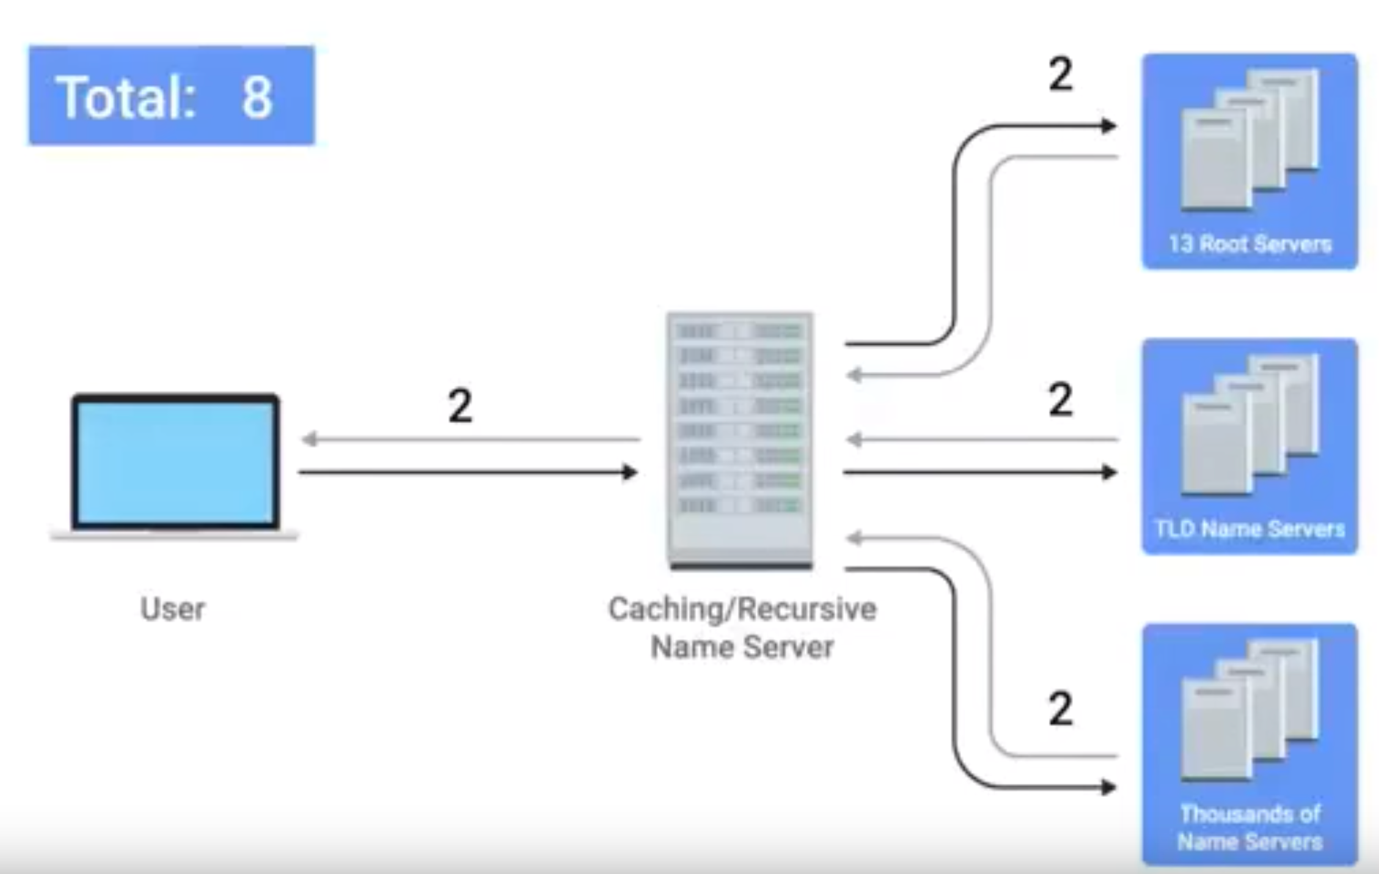 Total: 8
2
13 Root Servers
2
2
TLD Name Servers
User
Caching/Recursive
Name Server
2
Thousands of
Name Servers